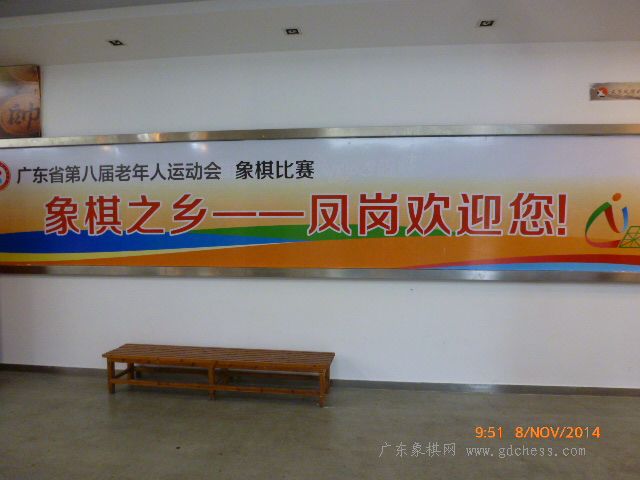 帅
广东省第八届老年人运动会 象棋比赛
象棋之乡——凤岗欢迎您!
9:51 8/NOV/2014
广东象棋网 www.gdchess.com